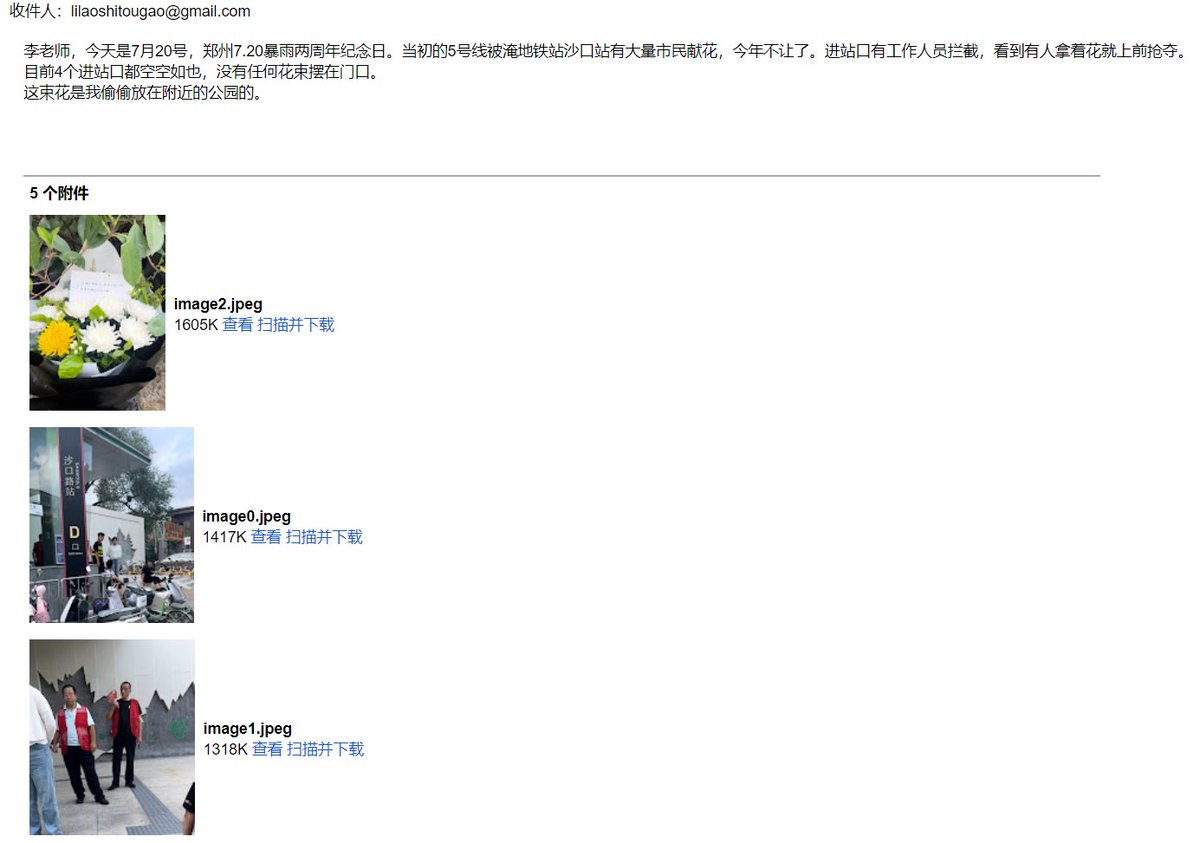 收件人：lilaoshitougao@gmail.com
李老师，今天是7月20号，郑州7.20暴雨两周年纪念日。当初的5号线被淹地铁站沙口站有大量市民献花，今年不让了。进站口有工作人员拦截，看到有人拿着花就上前抢夺。
目前4个进站口都空空如也，没有任何花束摆在门口。
这束花是我偷偷放在附近的公园的。
5 个附件
image2.jpeg
1605K 查看 扫描并下载
沙口路站
D
口
image0.jpeg
1417K 查看 扫描并下载
image1.jpeg
1318K 查看 扫描并下载